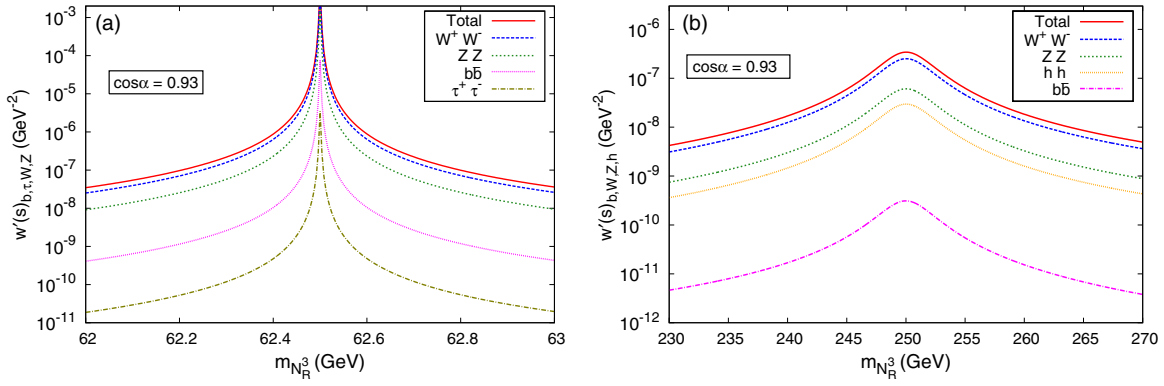 (a)
Total
W⁺ W⁻
Z Z
bb̄
τ⁺ τ⁻
cosα = 0.93
w′(s)b,τ,W,Z (GeV⁻²)
10⁻³
10⁻⁴
10⁻⁵
10⁻⁶
10⁻⁷
10⁻⁸
10⁻⁹
10⁻¹⁰
10⁻¹¹
62 62.2 62.4 62.6 62.8 63
m_{N_R^3} (GeV)
(b)
Total
W⁺ W⁻
Z Z
h h
bb̄
cosα = 0.93
w′(s)b,W,Z,h (GeV⁻²)
10⁻⁶
10⁻⁷
10⁻⁸
10⁻⁹
10⁻¹⁰
10⁻¹¹
10⁻¹²
230 235 240 245 250 255 260 265 270
m_{N_R^3} (GeV)